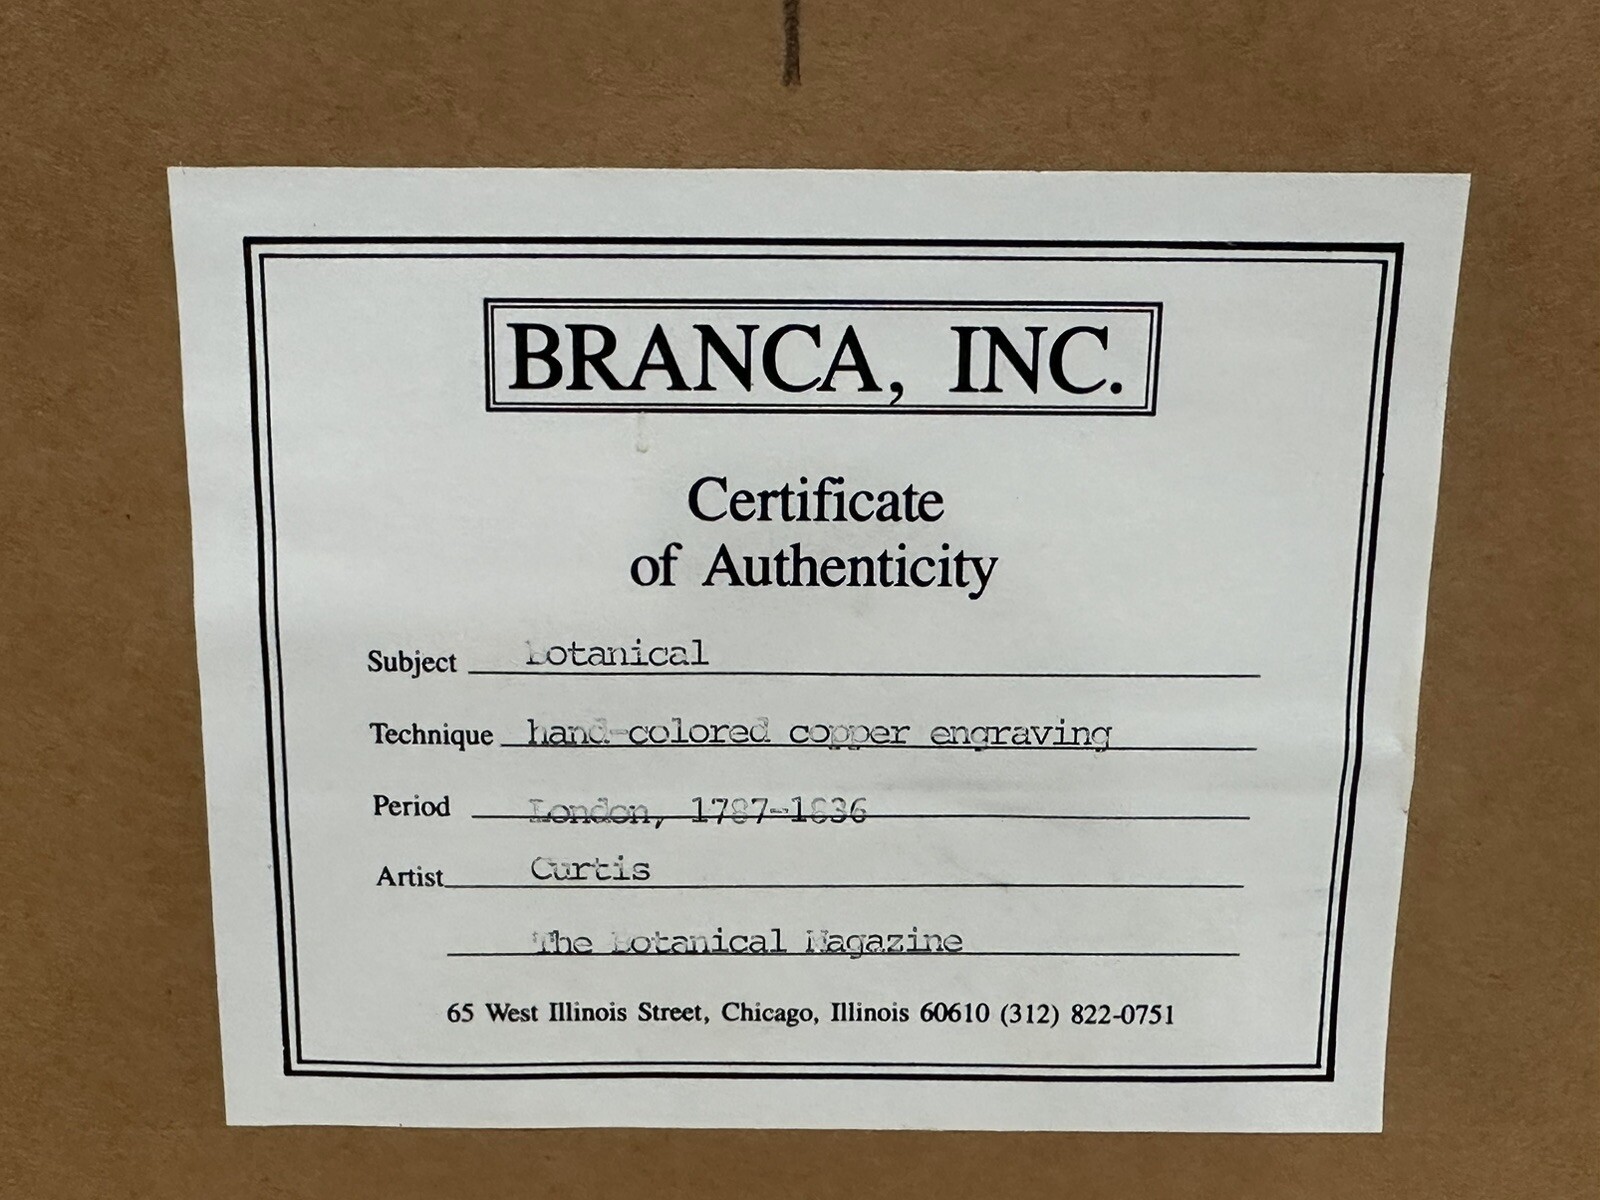 BRANCA, INC.
Certificate
of Authenticity
Subject botanical
Technique hand-colored copper engraving
Period London, 1787-1836
Artist Curtis
The Botanical Magazine
65 West Illinois Street, Chicago, Illinois 60610 (312) 822-0751